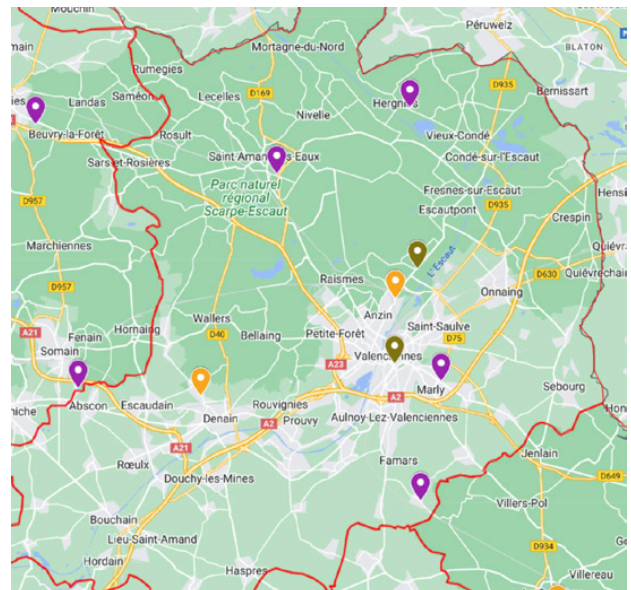 Mouchin
Péruwelz
Mortagne-du-Nord
BLATON
Rumegies
Landas
Saméon
Lecelles
D169
D935
Bernissart
Hergnies
Nivelle
Beuvry-la-Forêt
Rosult
Vieux-Condé
Saint-Amand-les-Eaux
Condé-sur-l'Escaut
Sars-et-Rosières
Parc naturel
régional
Scarpe-Escaut
Fresnes-sur-Escaut
D957
Escautpont
D935
Crespin
Marchiennes
L'Escaut
Raismes
D630
Quiévrechain
D957
Onnaing
Wallers
Anzin
A21
Hornaing
Fenain
D40
Bellaing
Petite-Forêt
Saint-Saulve
D75
Somain
Valenciennes
A23
Marly
Sebourg
Abscon
Escaudain
Denain
Rouvignies
A2
Prouvy
Aulnoy-Lez-Valenciennes
A2
A21
Jenlain
Rœulx
Famars
Douchy-les-Mines
D649
Villers-Pol
Bouchain
Lieu-Saint-Amand
D934
Hordain
Haspres
Villereau